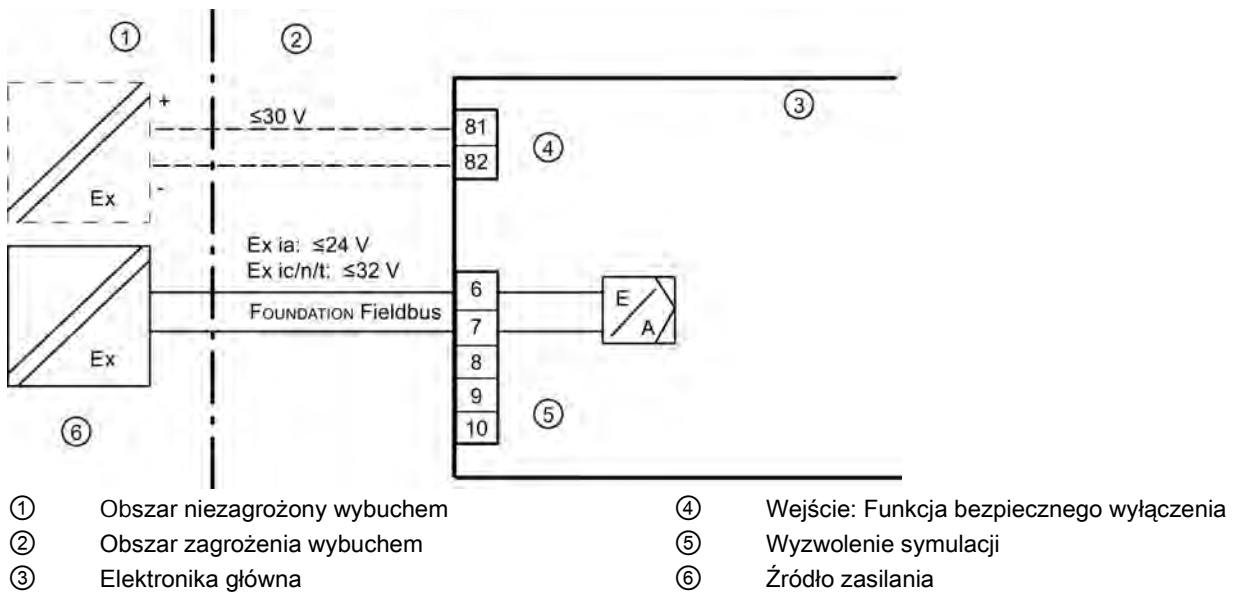 ① ②
③
+
≤30 V
81
④
82
-
Ex
Ex ia: ≤24 V
Ex ic/n/t: ≤32 V
6
E
FOUNDATION Fieldbus
7
A
Ex
8
9
⑤
10
⑥
① Obszar niezagrożony wybuchem
② Obszar zagrożenia wybuchem
③ Elektronika główna
④ Wejście: Funkcja bezpiecznego wyłączenia
⑤ Wyzwolenie symulacji
⑥ Źródło zasilania